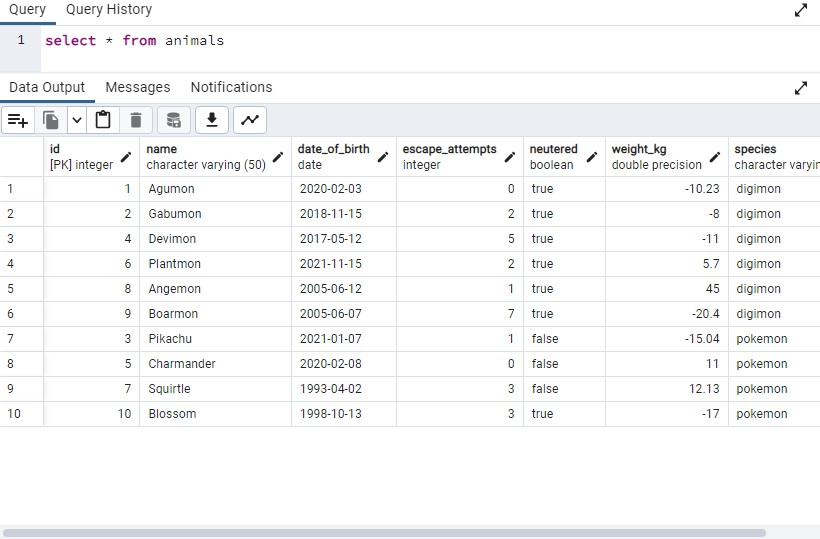 Query Query History
1 select * from animals
Data Output Messages Notifications
id name date_of_birth escape_attempts neutered weight_kg species
[PK] integer character varying (50) date integer boolean double precision character varyin
1 1 Agumon 2020-02-03 0 true -10.23 digimon
2 2 Gabumon 2018-11-15 2 true -8 digimon
3 4 Devimon 2017-05-12 5 true -11 digimon
4 6 Plantmon 2021-11-15 2 true 5.7 digimon
5 8 Angemon 2005-06-12 1 true 45 digimon
6 9 Boarmon 2005-06-07 7 true -20.4 digimon
7 3 Pikachu 2021-01-07 1 false -15.04 pokemon
8 5 Charmander 2020-02-08 0 false 11 pokemon
9 7 Squirtle 1993-04-02 3 false 12.13 pokemon
10 10 Blossom 1998-10-13 3 true -17 pokemon